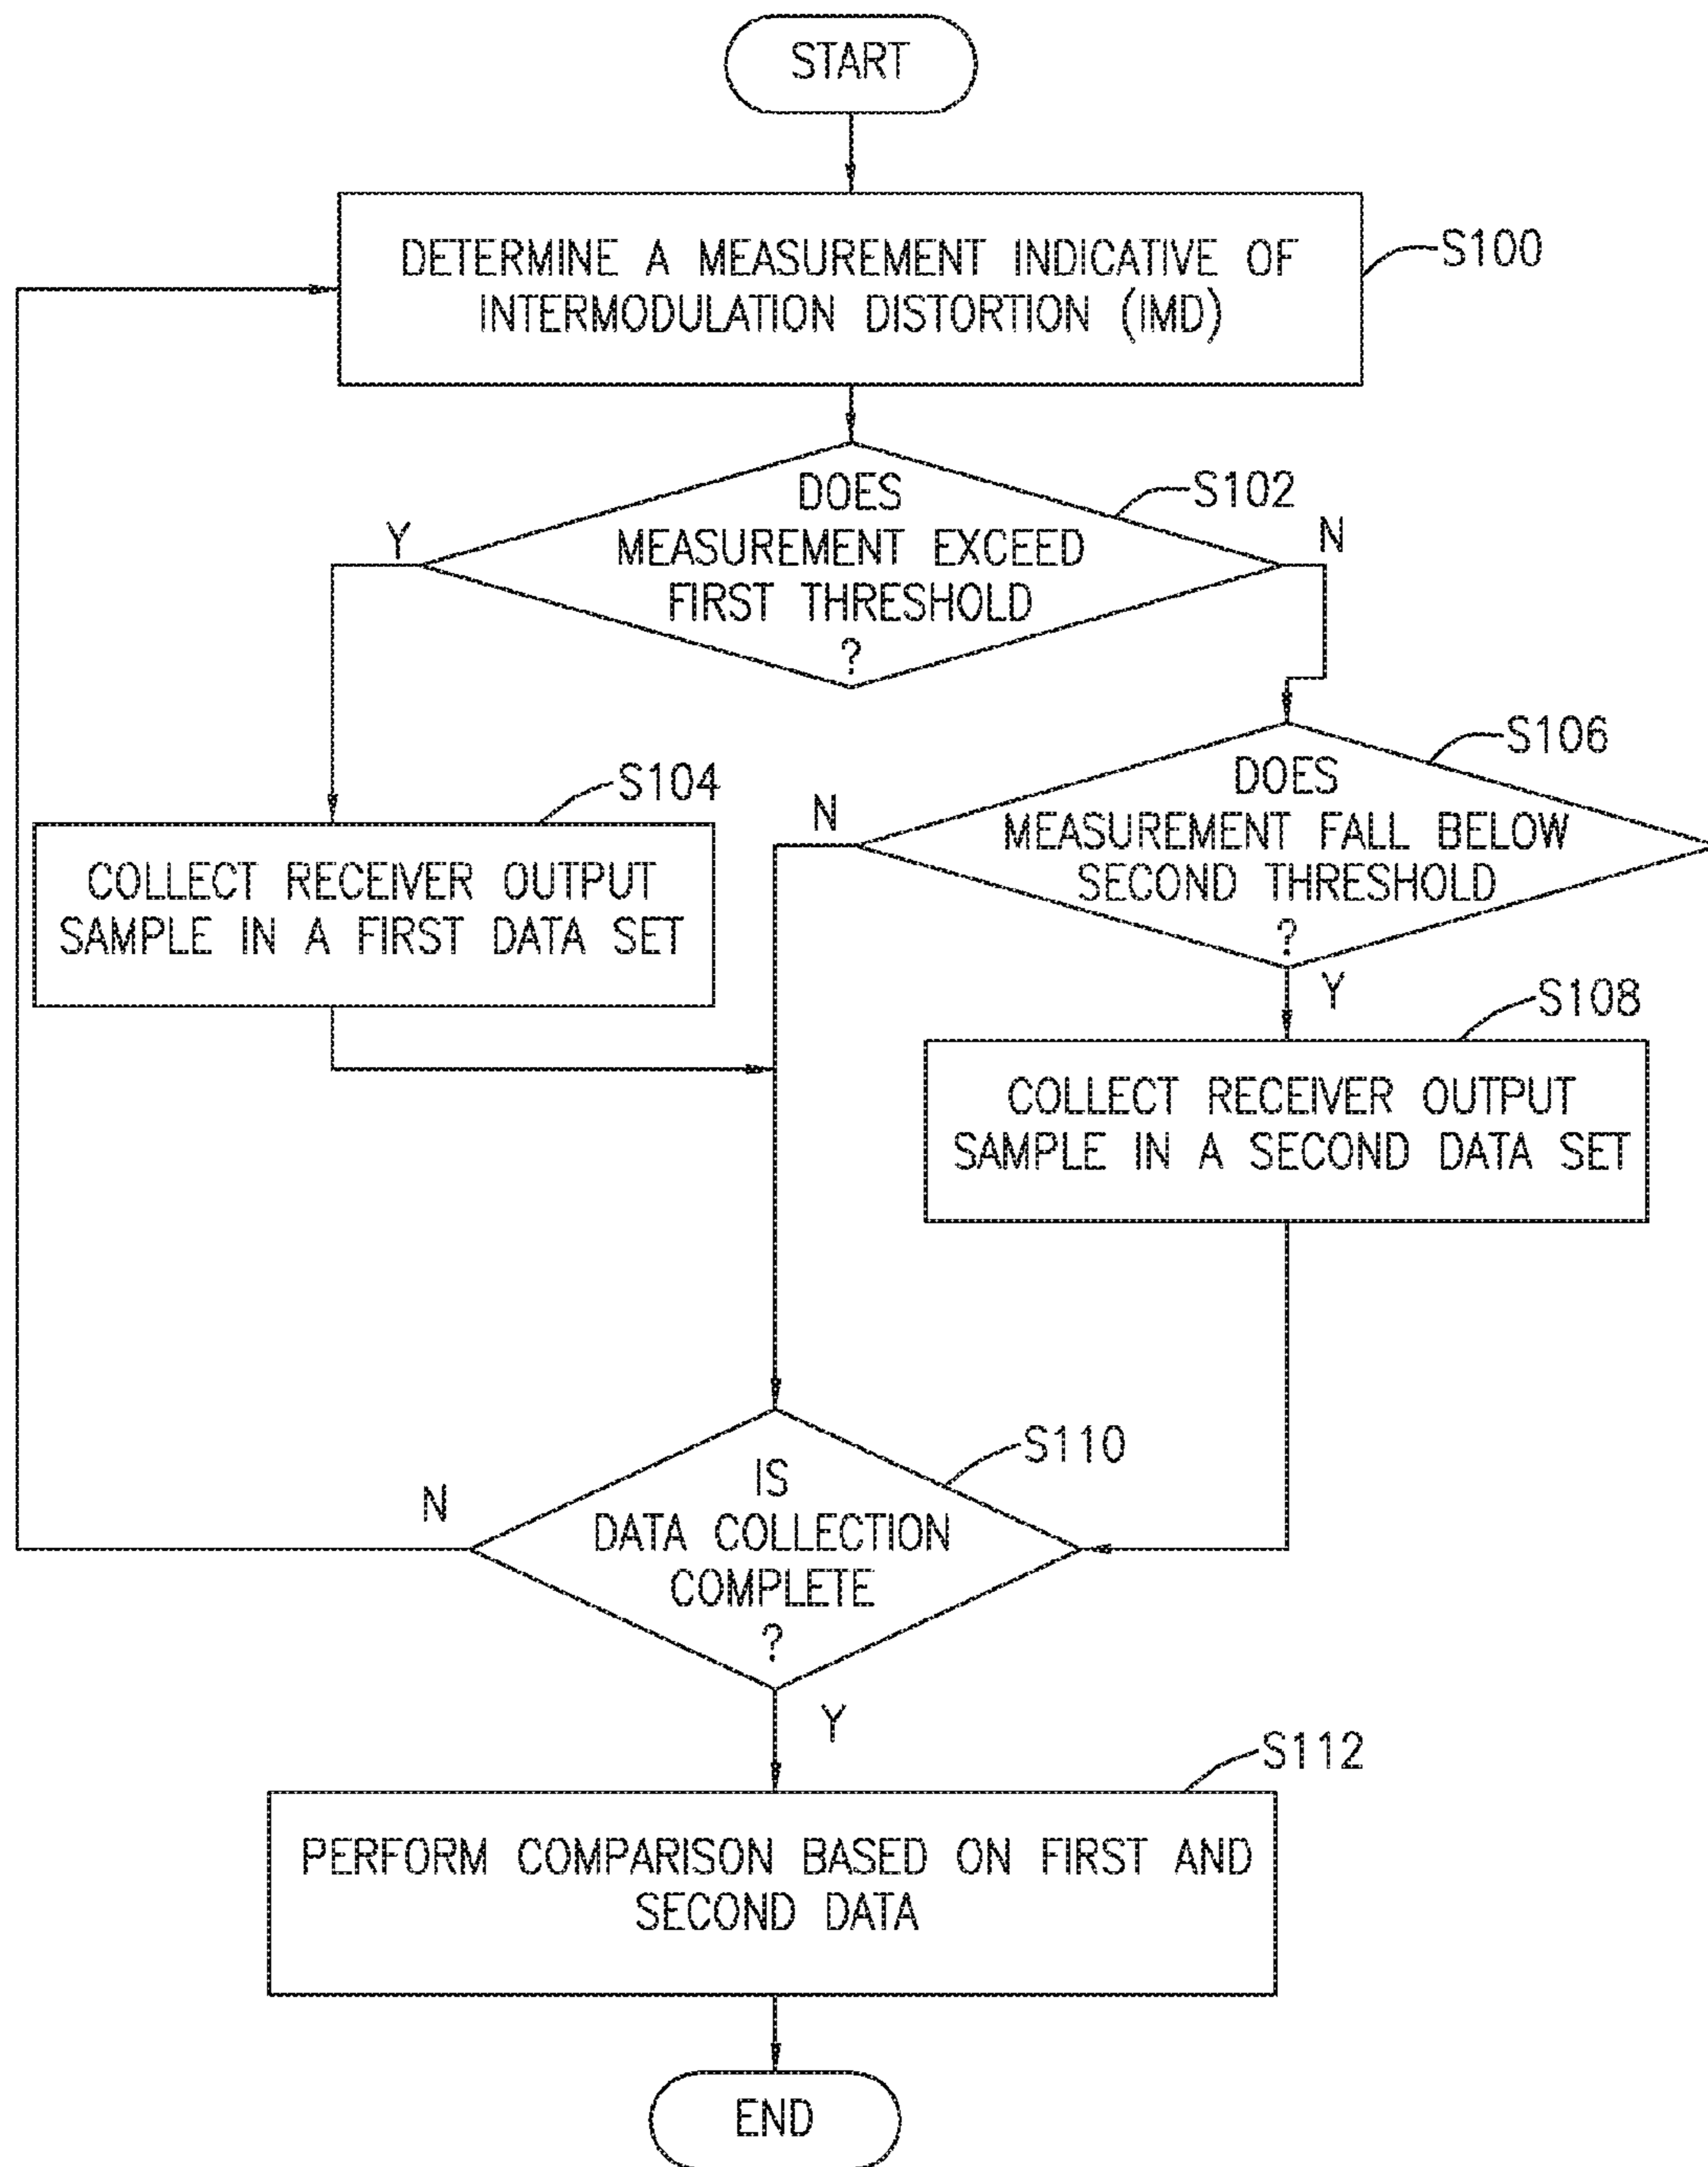 START
DETERMINE A MEASUREMENT INDICATIVE OF
INTERMODULATION DISTORTION (IMD)
S100
DOES
MEASUREMENT EXCEED
FIRST THRESHOLD
?
S102
Y
N
DOES
MEASUREMENT FALL BELOW
SECOND THRESHOLD
?
S106
N
Y
S104
COLLECT RECEIVER OUTPUT
SAMPLE IN A FIRST DATA SET
S108
COLLECT RECEIVER OUTPUT
SAMPLE IN A SECOND DATA SET
IS
DATA COLLECTION
COMPLETE
?
S110
N
Y
S112
PERFORM COMPARISON BASED ON FIRST AND
SECOND DATA
END